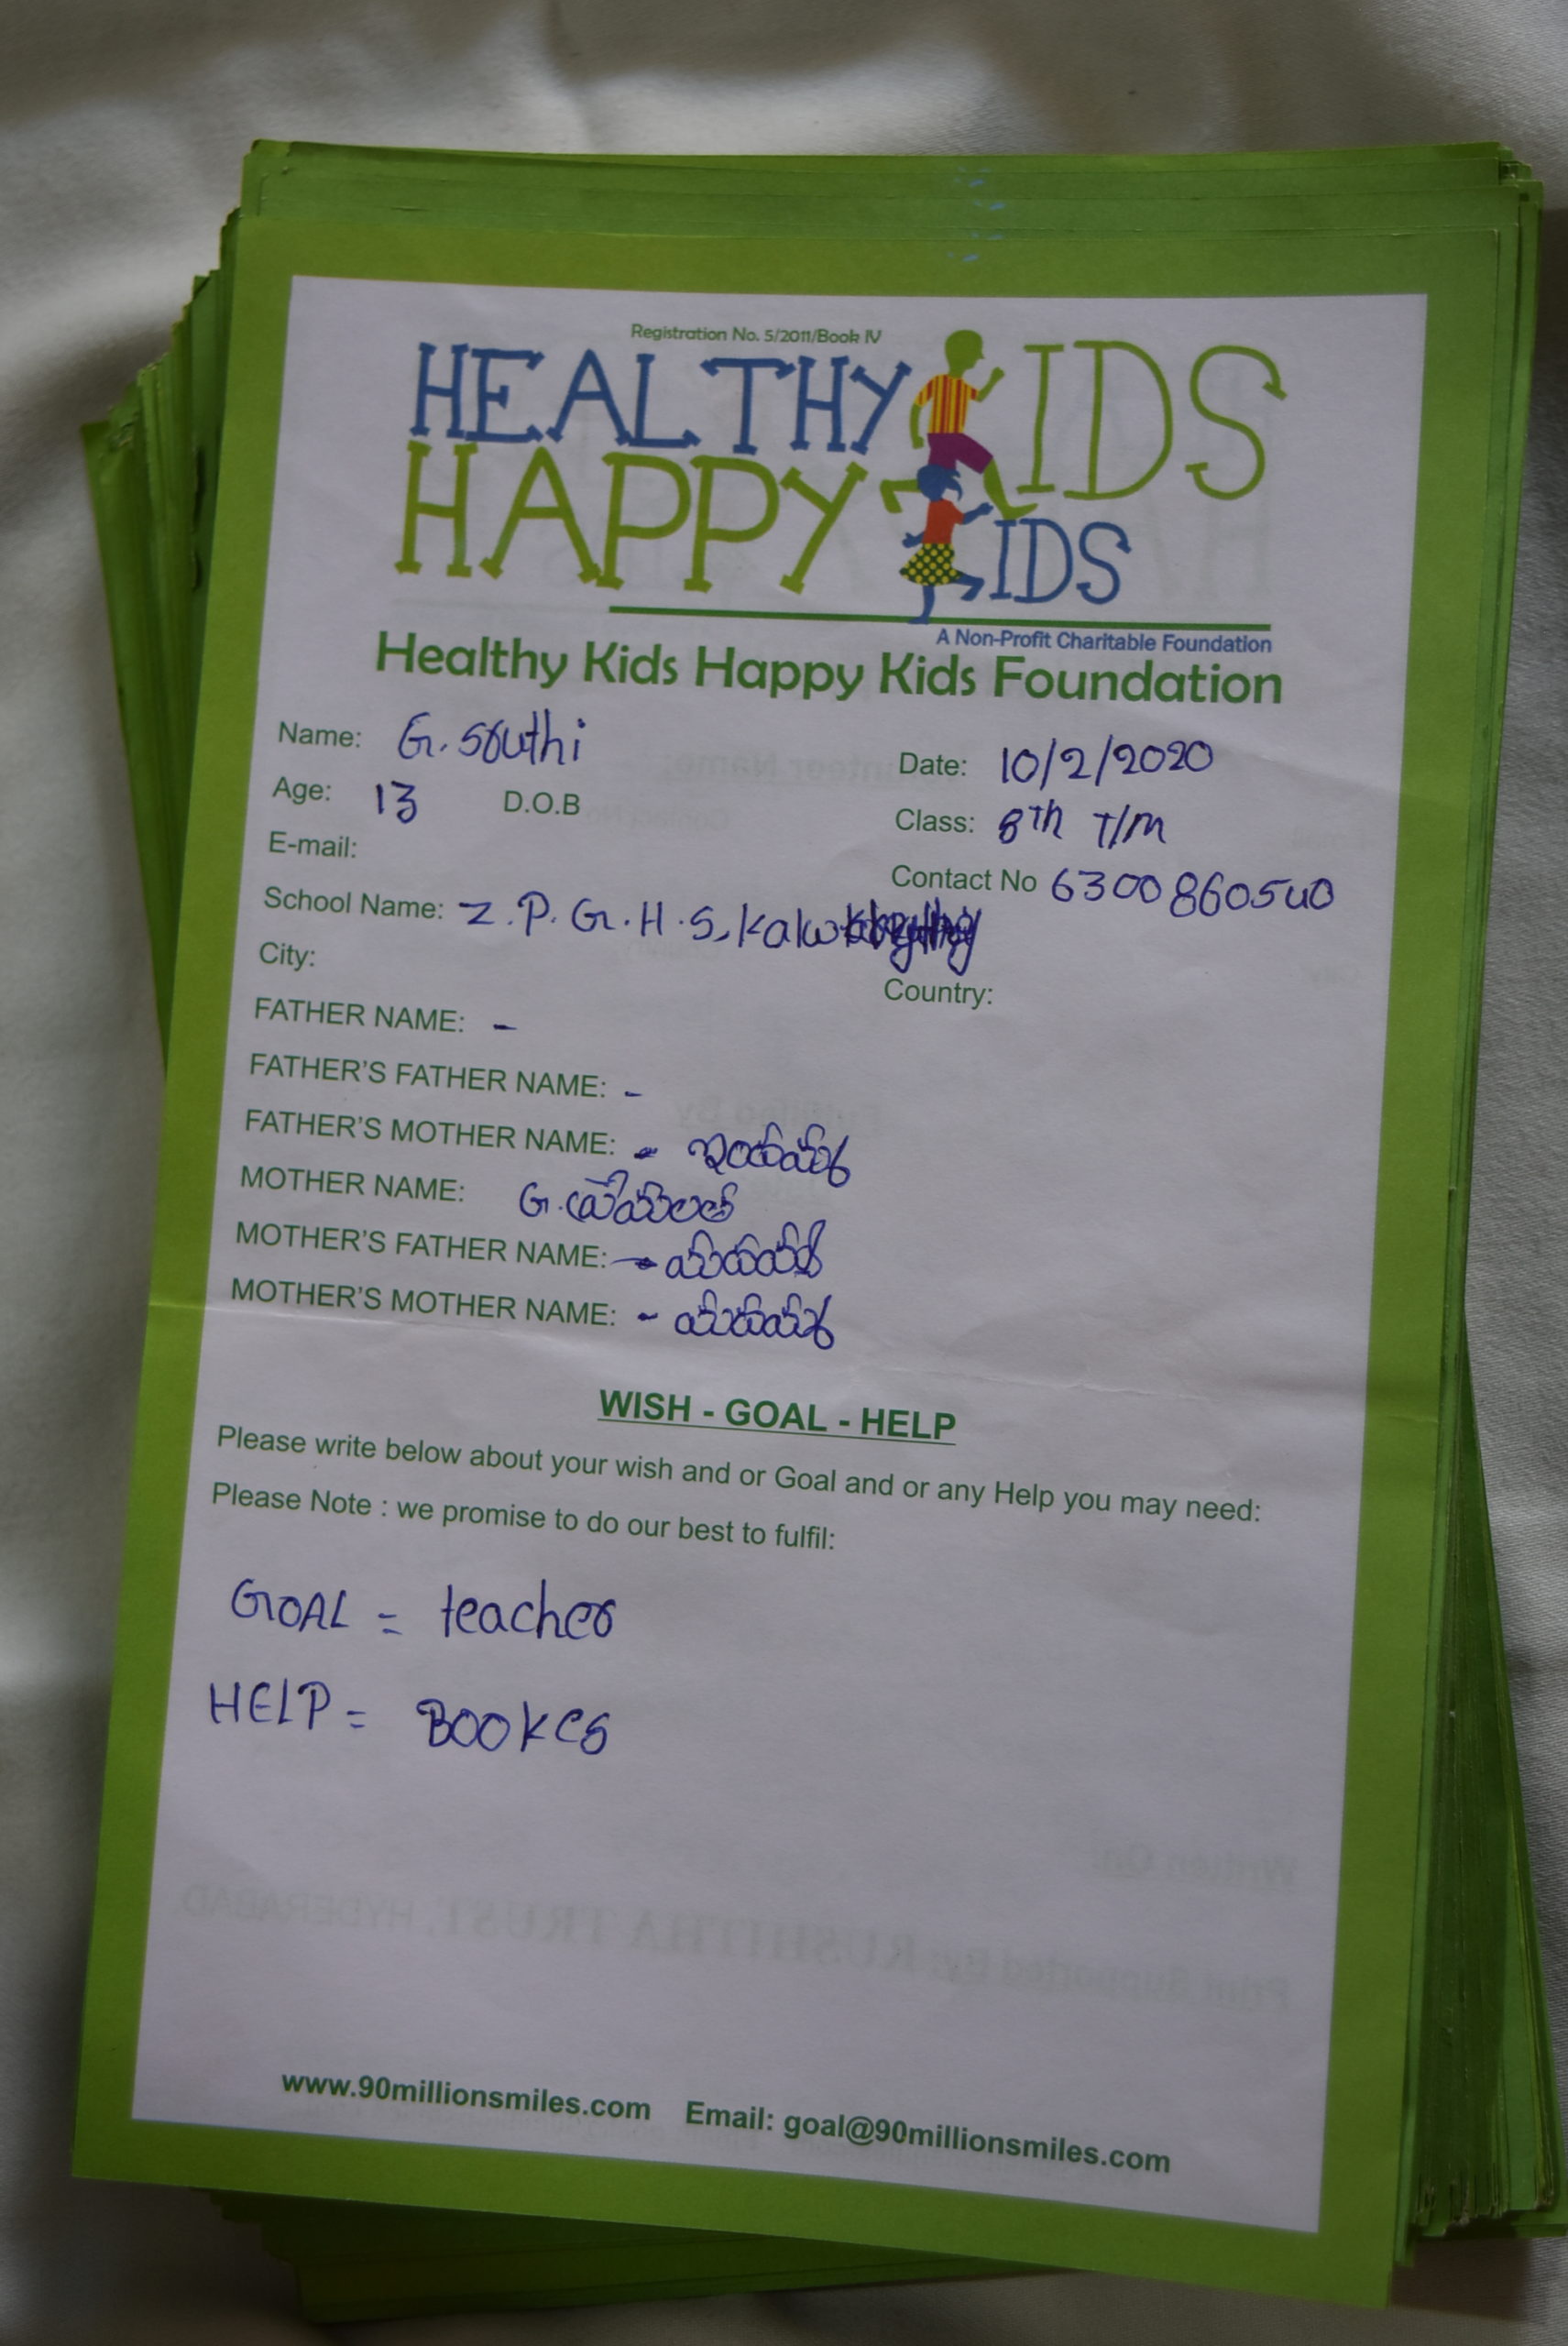 Registration No. 5/2011/Book IV
HEALTHY KIDS
HAPPY KIDS
A Non-Profit Charitable Foundation
Healthy Kids Happy Kids Foundation
Name: G. Sruthi
Date: 10/2/2020
Age: 13 D.O.B
Class: 8Th T/M
E-mail:
Contact No 6300860540
School Name: Z.P.G.H.S,
City:
Country:
FATHER NAME: -
FATHER'S FATHER NAME: -
FATHER'S MOTHER NAME: -
MOTHER NAME: G.
MOTHER'S FATHER NAME: -
MOTHER'S MOTHER NAME: -
WISH - GOAL - HELP
Please write below about your wish and or Goal and or any Help you may need:
Please Note : we promise to do our best to fulfil:
GOAL = teacher
HELP = BOOKES
www.90millionsmiles.com Email: goal@90millionsmiles.com